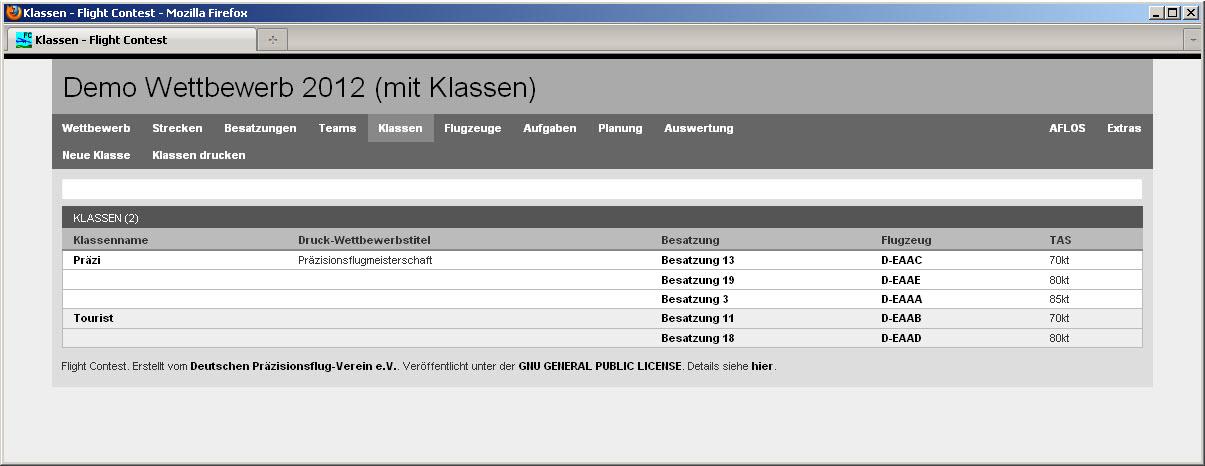 Klassen - Flight Contest - Mozilla Firefox
FC Klassen - Flight Contest
Demo Wettbewerb 2012 (mit Klassen)
Wettbewerb Strecken Besatzungen Teams Klassen Flugzeuge Aufgaben Planung Auswertung AFLOS Extras
Neue Klasse Klassen drucken
KLASSEN (2)
Klassenname Druck-Wettbewerbstitel Besatzung Flugzeug TAS
Präzi Präzisionsflugmeisterschaft Besatzung 13 D-EAAC 70kt
Besatzung 19 D-EAAE 80kt
Besatzung 3 D-EAAA 85kt
Tourist Besatzung 11 D-EAAB 70kt
Besatzung 18 D-EAAD 80kt
Flight Contest. Erstellt vom Deutschen Präzisionsflug-Verein e.V.. Veröffentlicht unter der GNU GENERAL PUBLIC LICENSE. Details siehe hier.